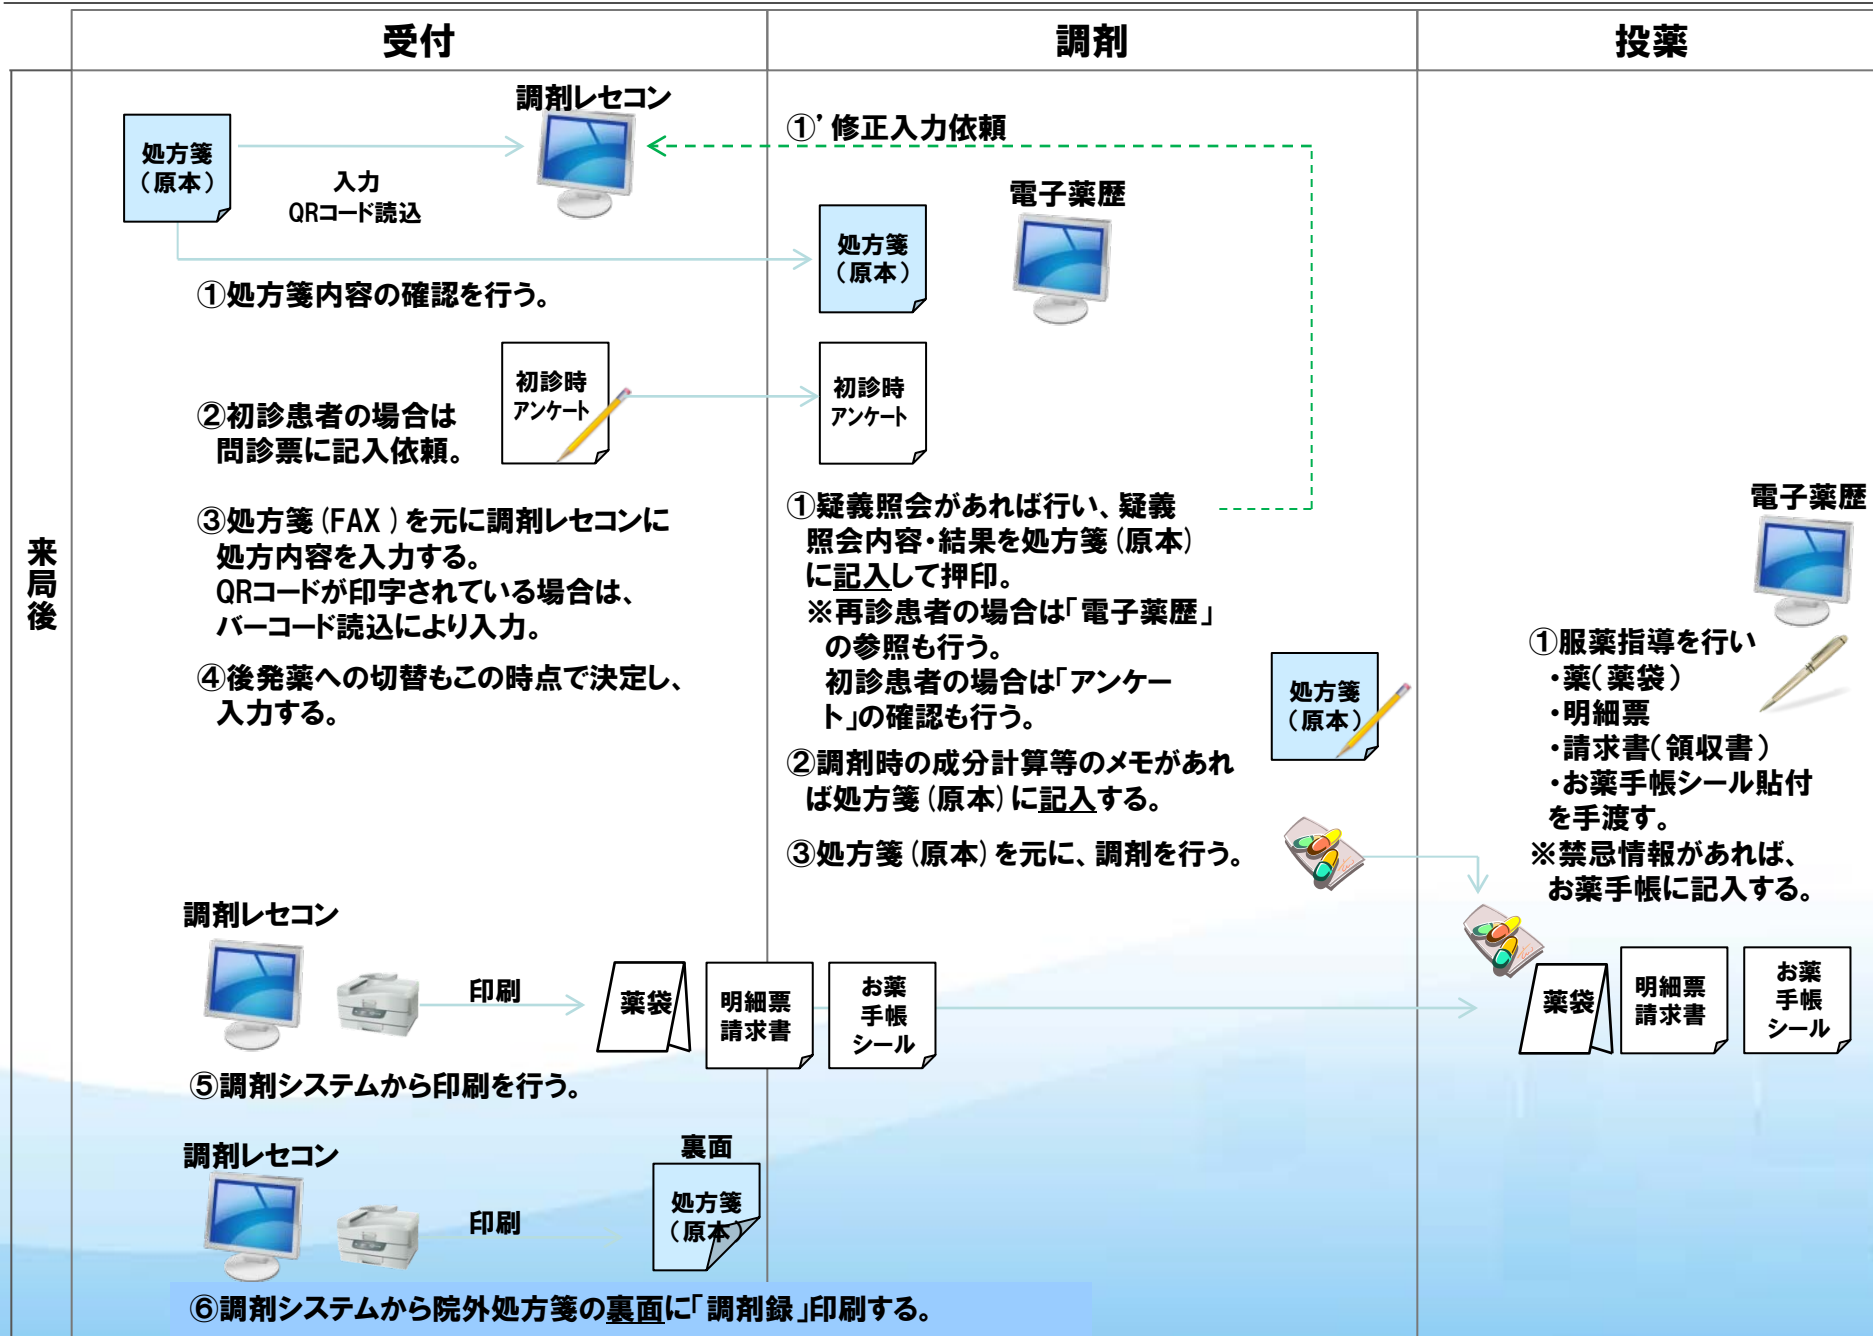 受付
調剤
投薬
来局後
調剤レセコン
処方箋
（原本）
入力
QRコード読込
①処方箋内容の確認を行う。
初診時
アンケート
②初診患者の場合は
問診票に記入依頼。
③処方箋(FAX)を元に調剤レセコンに
処方内容を入力する。
QRコードが印字されている場合は、
バーコード読込により入力。
④後発薬への切替もこの時点で決定し、
入力する。
調剤レセコン
印刷
薬袋
明細票
請求書
お薬
手帳
シール
⑤調剤システムから印刷を行う。
調剤レセコン
印刷
裏面
処方箋
（原本）
⑥調剤システムから院外処方箋の裏面に「調剤録」印刷する。
①’修正入力依頼
電子薬歴
処方箋
（原本）
初診時
アンケート
①疑義照会があれば行い、疑義
照会内容・結果を処方箋(原本)
に記入して押印。
※再診患者の場合は「電子薬歴」
の参照も行う。
初診患者の場合は「アンケー
ト」の確認も行う。
処方箋
（原本）
②調剤時の成分計算等のメモがあれ
ば処方箋(原本)に記入する。
③処方箋(原本)を元に、調剤を行う。
電子薬歴
①服薬指導を行い
・薬(薬袋)
・明細票
・請求書(領収書)
・お薬手帳シール貼付
を手渡す。
※禁忌情報があれば、
お薬手帳に記入する。
薬袋
明細票
請求書
お薬
手帳
シール